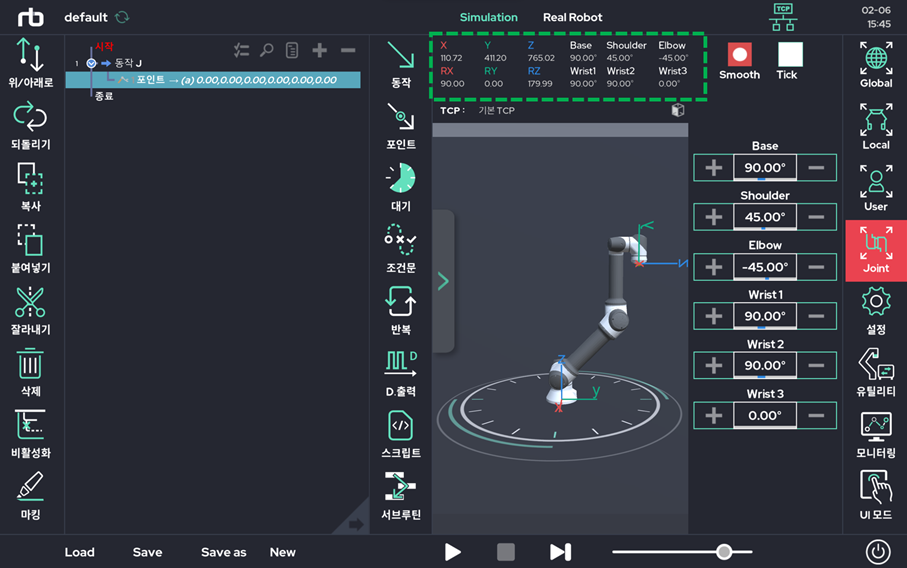 rb default Simulation Real Robot TCP 02-06
15:45
위/아래로
되돌리기
복사
붙여넣기
잘라내기
삭제
비활성화
마킹
시작
1 동작 J
포인트 → (a) 0.00,0.00,0.00,0.00,0.00,0.00
종료
동작
포인트
대기
조건문
반복
D
D.출력
스크립트
서브루틴
X Y Z Base Shoulder Elbow
110.72 411.20 765.02 90.00° 45.00° -45.00°
RX RY RZ Wrist1 Wrist2 Wrist3
90.00 0.00 179.99 90.00° 90.00° 0.00°
TCP : 기본 TCP
Z
y
X
Smooth Tick
Base
90.00°
Shoulder
45.00°
Elbow
-45.00°
Wrist 1
90.00°
Wrist 2
90.00°
Wrist 3
0.00°
Global
Local
User
Joint
설정
유틸리티
모니터링
UI 모드
Load Save Save as New